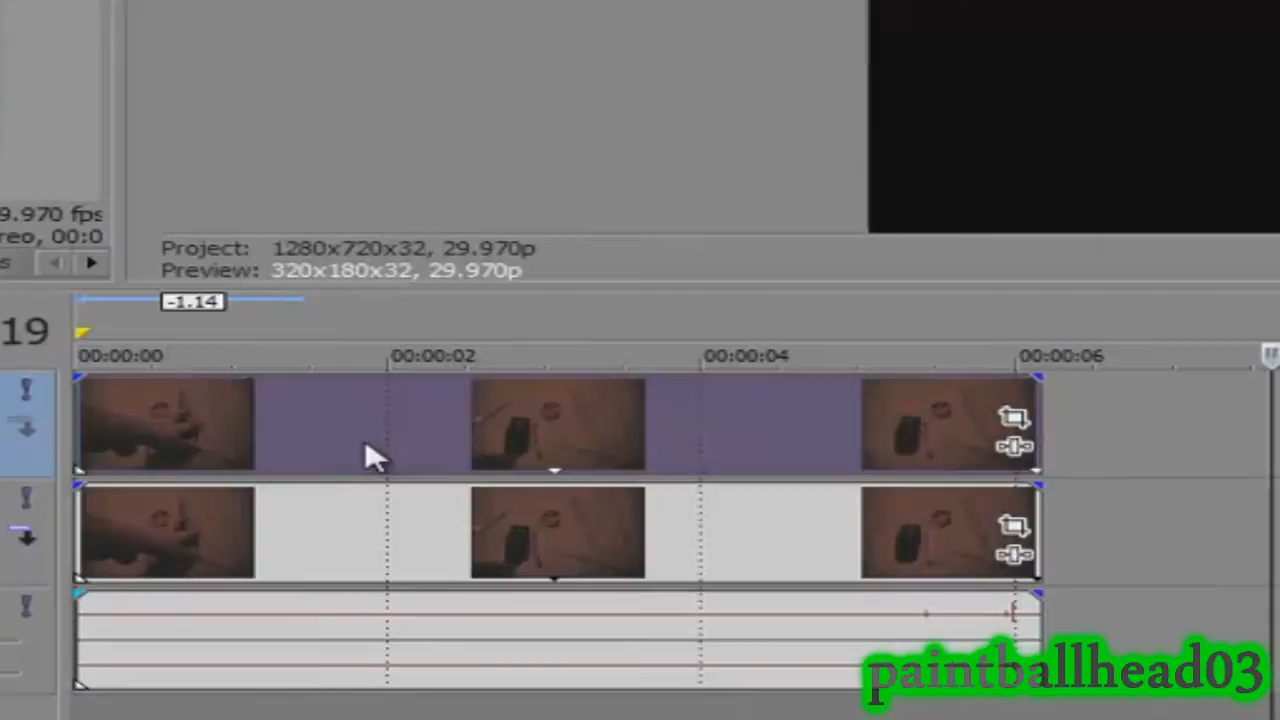 9.970 fps
reo, 00:0
s
Project: 1280x720x32, 29.970p
Preview: 320x180x32, 29.970p
-1.14
19
00:00:00 00:00:02 00:00:04 00:00:06
paintballhead03